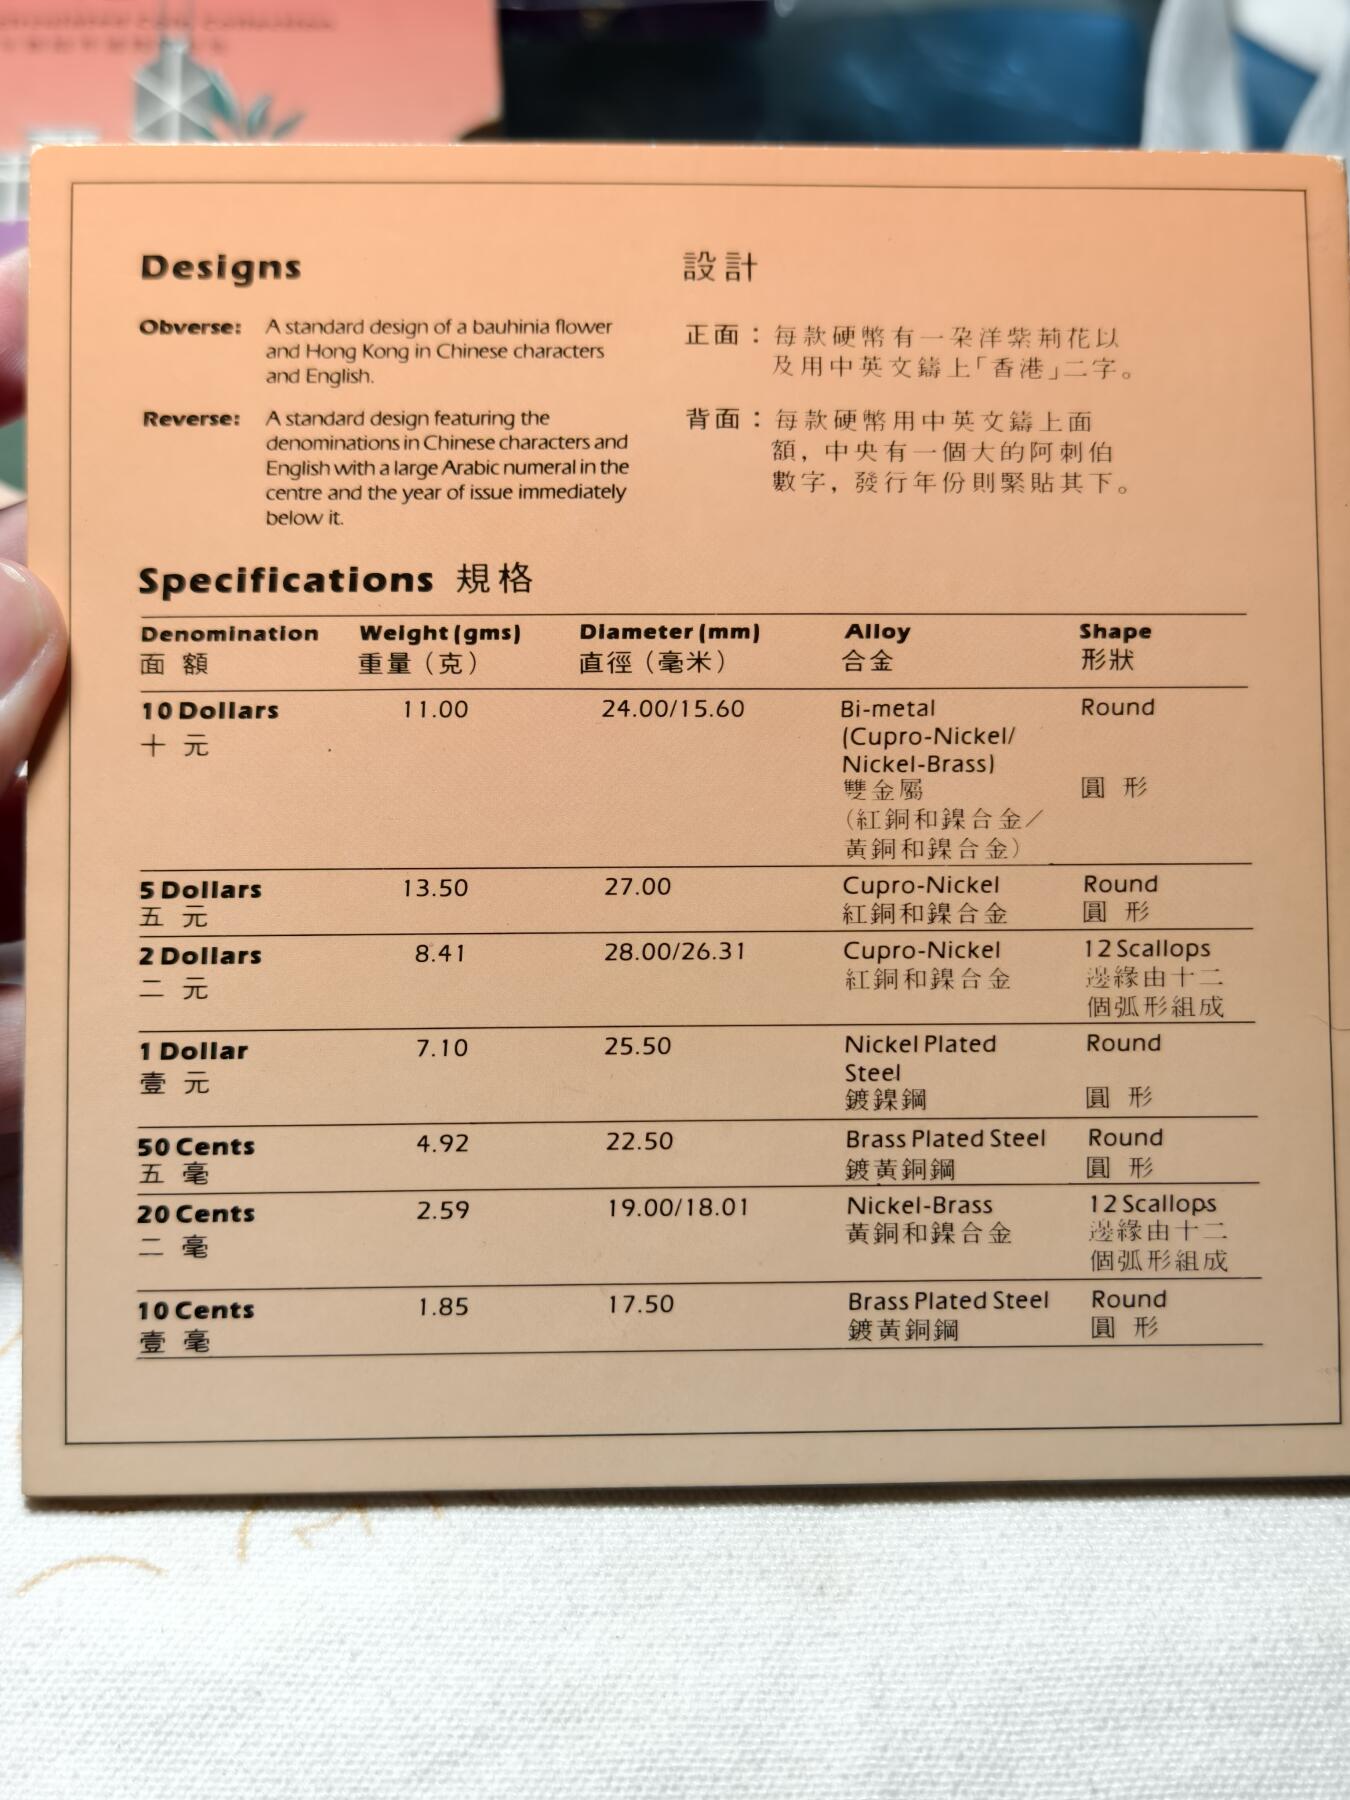 Designs
Obverse: A standard design of a bauhinia flower
and Hong Kong in Chinese characters
and English.
Reverse: A standard design featuring the
denominations in Chinese characters and
English with a large Arabic numeral in the
centre and the year of issue immediately
below it.
設計
正面：每款硬幣有一朶洋紫荊花以
及用中英文鑄上「香港」二字。
背面：每款硬幣用中英文鑄上面
額，中央有一個大的阿刺伯
數字，發行年份則緊貼其下。
Specifications 規格
Denomination Weight (gms) Diameter (mm) Alloy Shape
面額 重量（克） 直徑（毫米） 合金 形狀
10 Dollars 11.00 24.00/15.60 Bi-metal Round
十元 (Cupro-Nickel/
Nickel-Brass)
雙金屬 圓形
（紅銅和鎳合金／
黃銅和鎳合金）
5 Dollars 13.50 27.00 Cupro-Nickel Round
五元 紅銅和鎳合金 圓形
2 Dollars 8.41 28.00/26.31 Cupro-Nickel 12 Scallops
二元 紅銅和鎳合金 邊緣由十二
個弧形組成
1 Dollar 7.10 25.50 Nickel Plated Round
壹元 Steel
鍍鎳鋼 圓形
50 Cents 4.92 22.50 Brass Plated Steel Round
五毫 鍍黃銅鋼 圓形
20 Cents 2.59 19.00/18.01 Nickel-Brass 12 Scallops
二毫 黃銅和鎳合金 邊緣由十二
個弧形組成
10 Cents 1.85 17.50 Brass Plated Steel Round
壹毫 鍍黃銅鋼 圓形